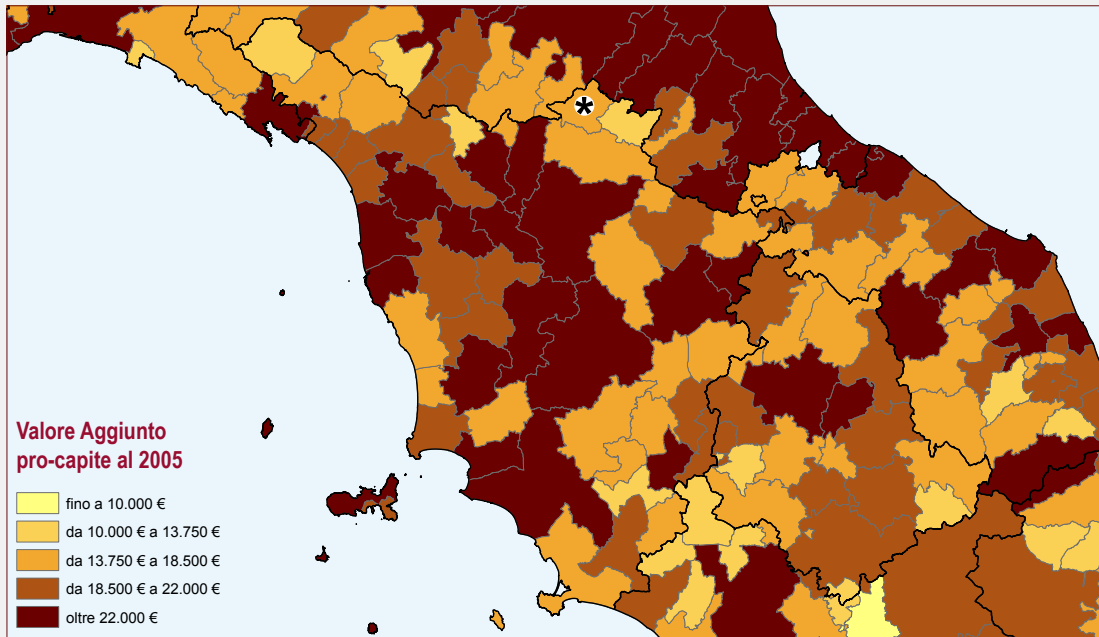 Valore Aggiunto
pro-capite al 2005
fino a 10.000 €
da 10.000 € a 13.750 €
da 13.750 € a 18.500 €
da 18.500 € a 22.000 €
oltre 22.000 €